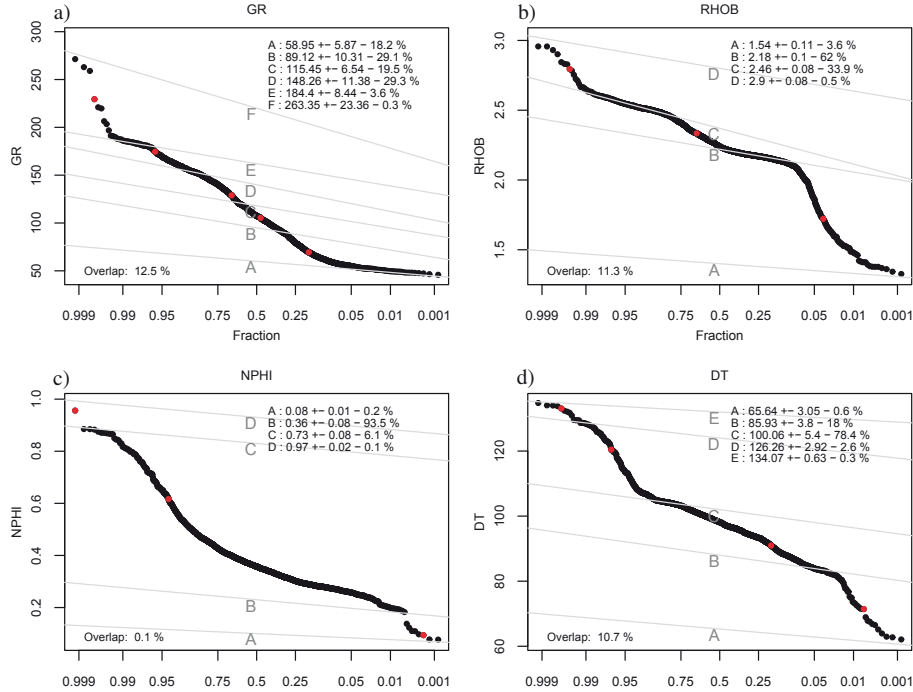 a)
GR
300
250
200
150
100
50
GR
A : 58.95 +− 5.87 − 18.2 %
B : 89.12 +− 10.31 − 29.1 %
C : 115.45 +− 6.54 − 19.5 %
D : 148.26 +− 11.38 − 29.3 %
E : 184.4 +− 8.44 − 3.6 %
F : 263.35 +− 23.36 − 0.3 %
F
E
D
C
B
A
Overlap: 12.5 %
0.999 0.99 0.95 0.75 0.5 0.25 0.05 0.01 0.001
Fraction
b)
RHOB
3.0
2.5
2.0
1.5
RHOB
A : 1.54 +− 0.11 − 3.6 %
B : 2.18 +− 0.1 − 62 %
C : 2.46 +− 0.08 − 33.9 %
D : 2.9 +− 0.08 − 0.5 %
D
C
B
A
Overlap: 11.3 %
0.999 0.99 0.95 0.75 0.5 0.25 0.05 0.01 0.001
Fraction
c)
NPHI
1.0
0.8
0.6
0.4
0.2
NPHI
A : 0.08 +− 0.01 − 0.2 %
B : 0.36 +− 0.08 − 93.5 %
C : 0.73 +− 0.08 − 6.1 %
D : 0.97 +− 0.02 − 0.1 %
D
C
B
A
Overlap: 0.1 %
0.999 0.99 0.95 0.75 0.5 0.25 0.05 0.01 0.001
d)
DT
120
100
80
60
DT
A : 65.64 +− 3.05 − 0.6 %
B : 85.93 +− 3.8 − 18 %
C : 100.06 +− 5.4 − 78.4 %
D : 126.26 +− 2.92 − 2.6 %
E : 134.07 +− 0.63 − 0.3 %
E
D
C
B
A
Overlap: 10.7 %
0.999 0.99 0.95 0.75 0.5 0.25 0.05 0.01 0.001